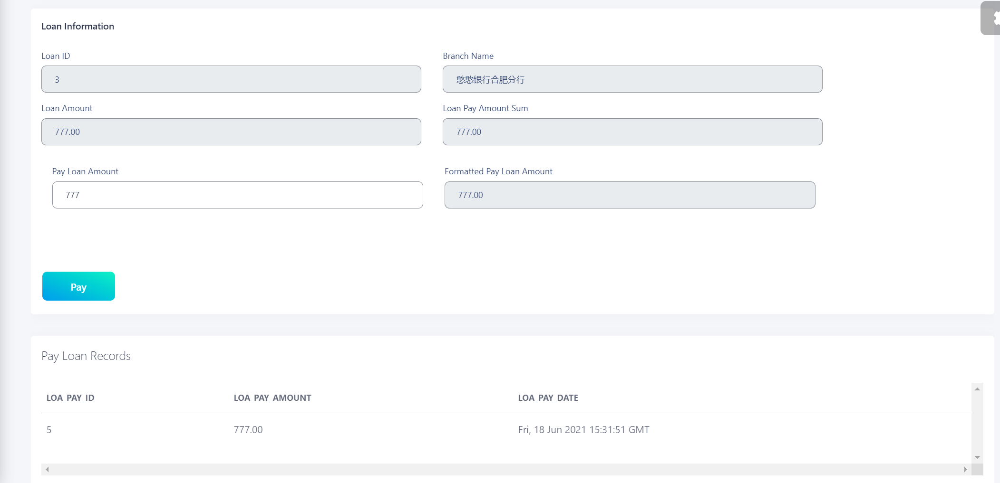 Loan Information
Loan ID
Branch Name
3
憨憨银行合肥分行
Loan Amount
Loan Pay Amount Sum
777.00
777.00
Pay Loan Amount
Formatted Pay Loan Amount
777
777.00
Pay
Pay Loan Records
LOA_PAY_ID LOA_PAY_AMOUNT LOA_PAY_DATE
5 777.00 Fri, 18 Jun 2021 15:31:51 GMT